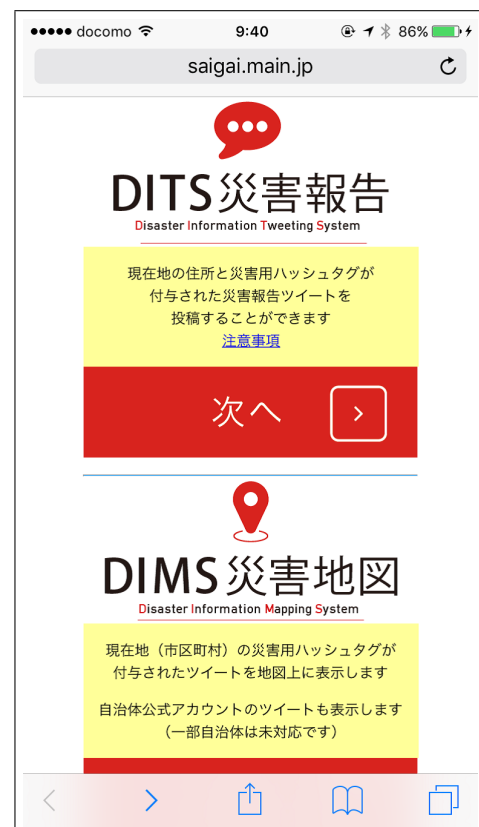 docomo 9:40 86%
saigai.main.jp
DITS災害報告
Disaster Information Tweeting System
現在地の住所と災害用ハッシュタグが
付与された災害報告ツイートを
投稿することができます
注意事項
次へ
DIMS災害地図
Disaster Information Mapping System
現在地（市区町村）の災害用ハッシュタグが
付与されたツイートを地図上に表示します
自治体公式アカウントのツイートも表示します
（一部自治体は未対応です）